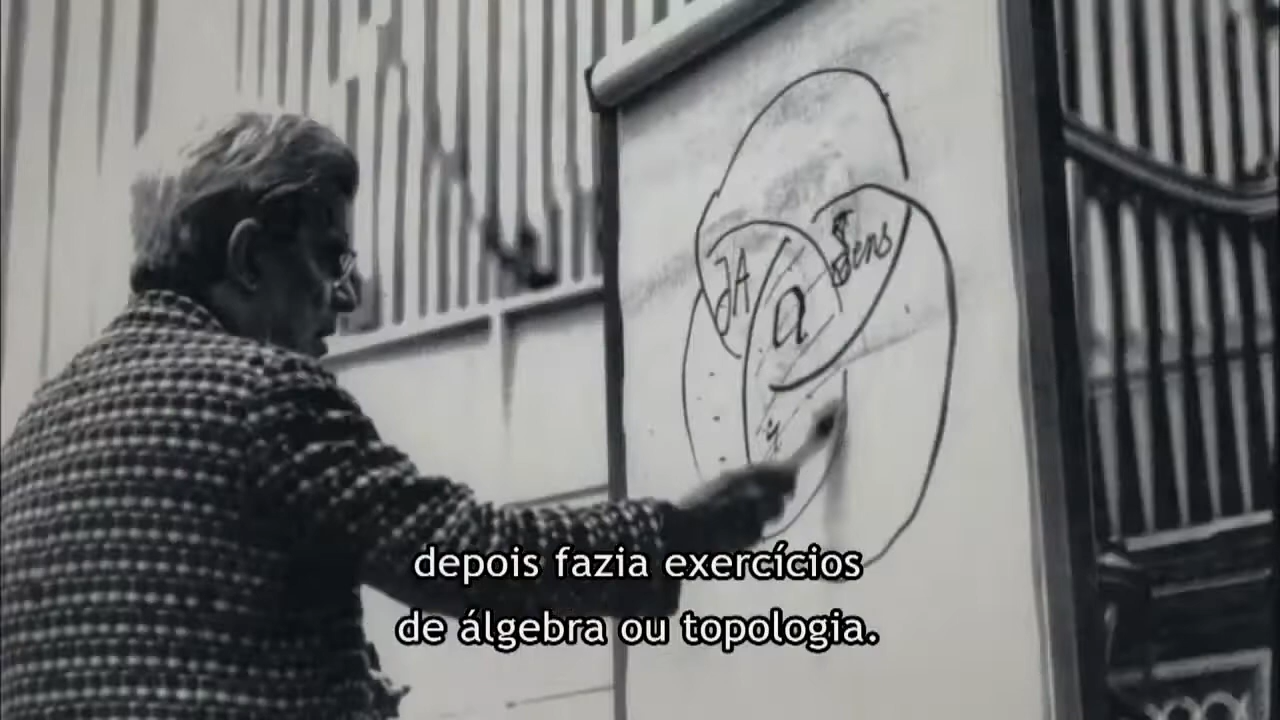 JA
a
Sens
depois fazia exercícios
de álgebra ou topologia.